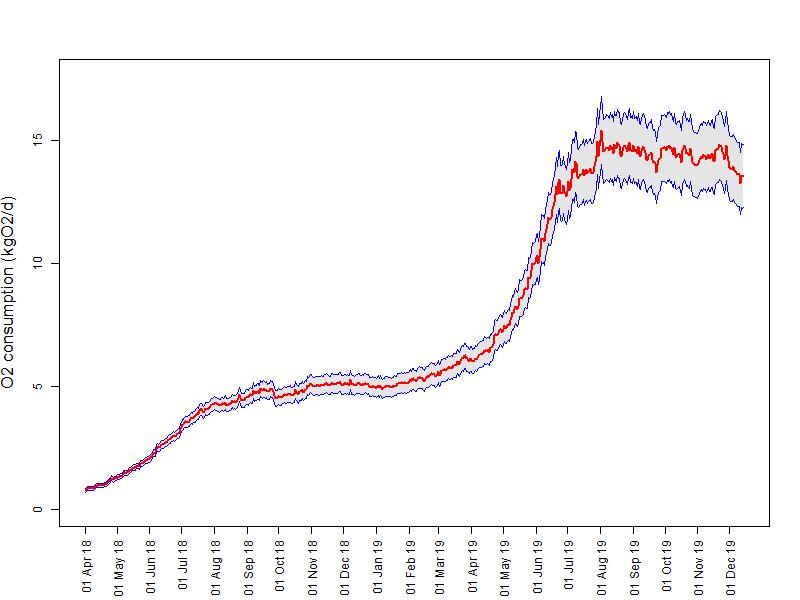 O2 consumption (kgO2/d)
15
10
5
0
01 Apr 18
01 May 18
01 Jun 18
01 Jul 18
01 Aug 18
01 Sep 18
01 Oct 18
01 Nov 18
01 Dec 18
01 Jan 19
01 Feb 19
01 Mar 19
01 Apr 19
01 May 19
01 Jun 19
01 Jul 19
01 Aug 19
01 Sep 19
01 Oct 19
01 Nov 19
01 Dec 19